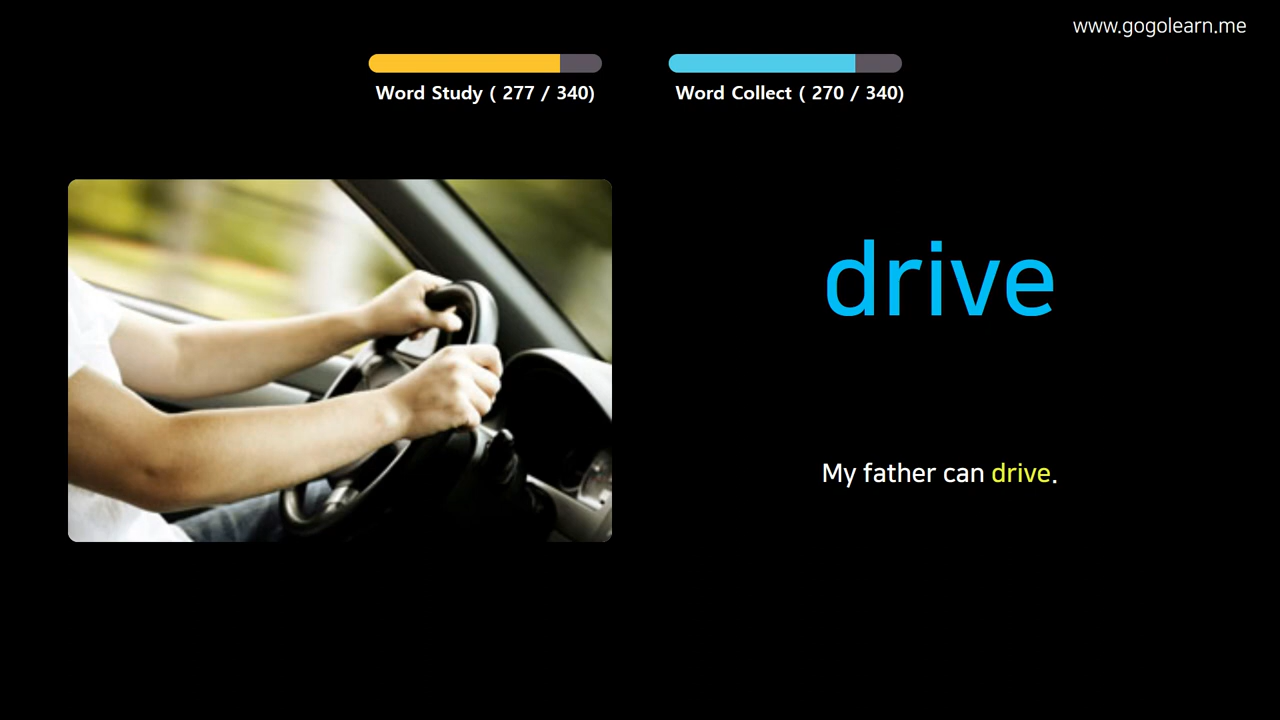 www.gogolearn.me
Word Study ( 277 / 340)
Word Collect ( 270 / 340)
drive
My father can drive.